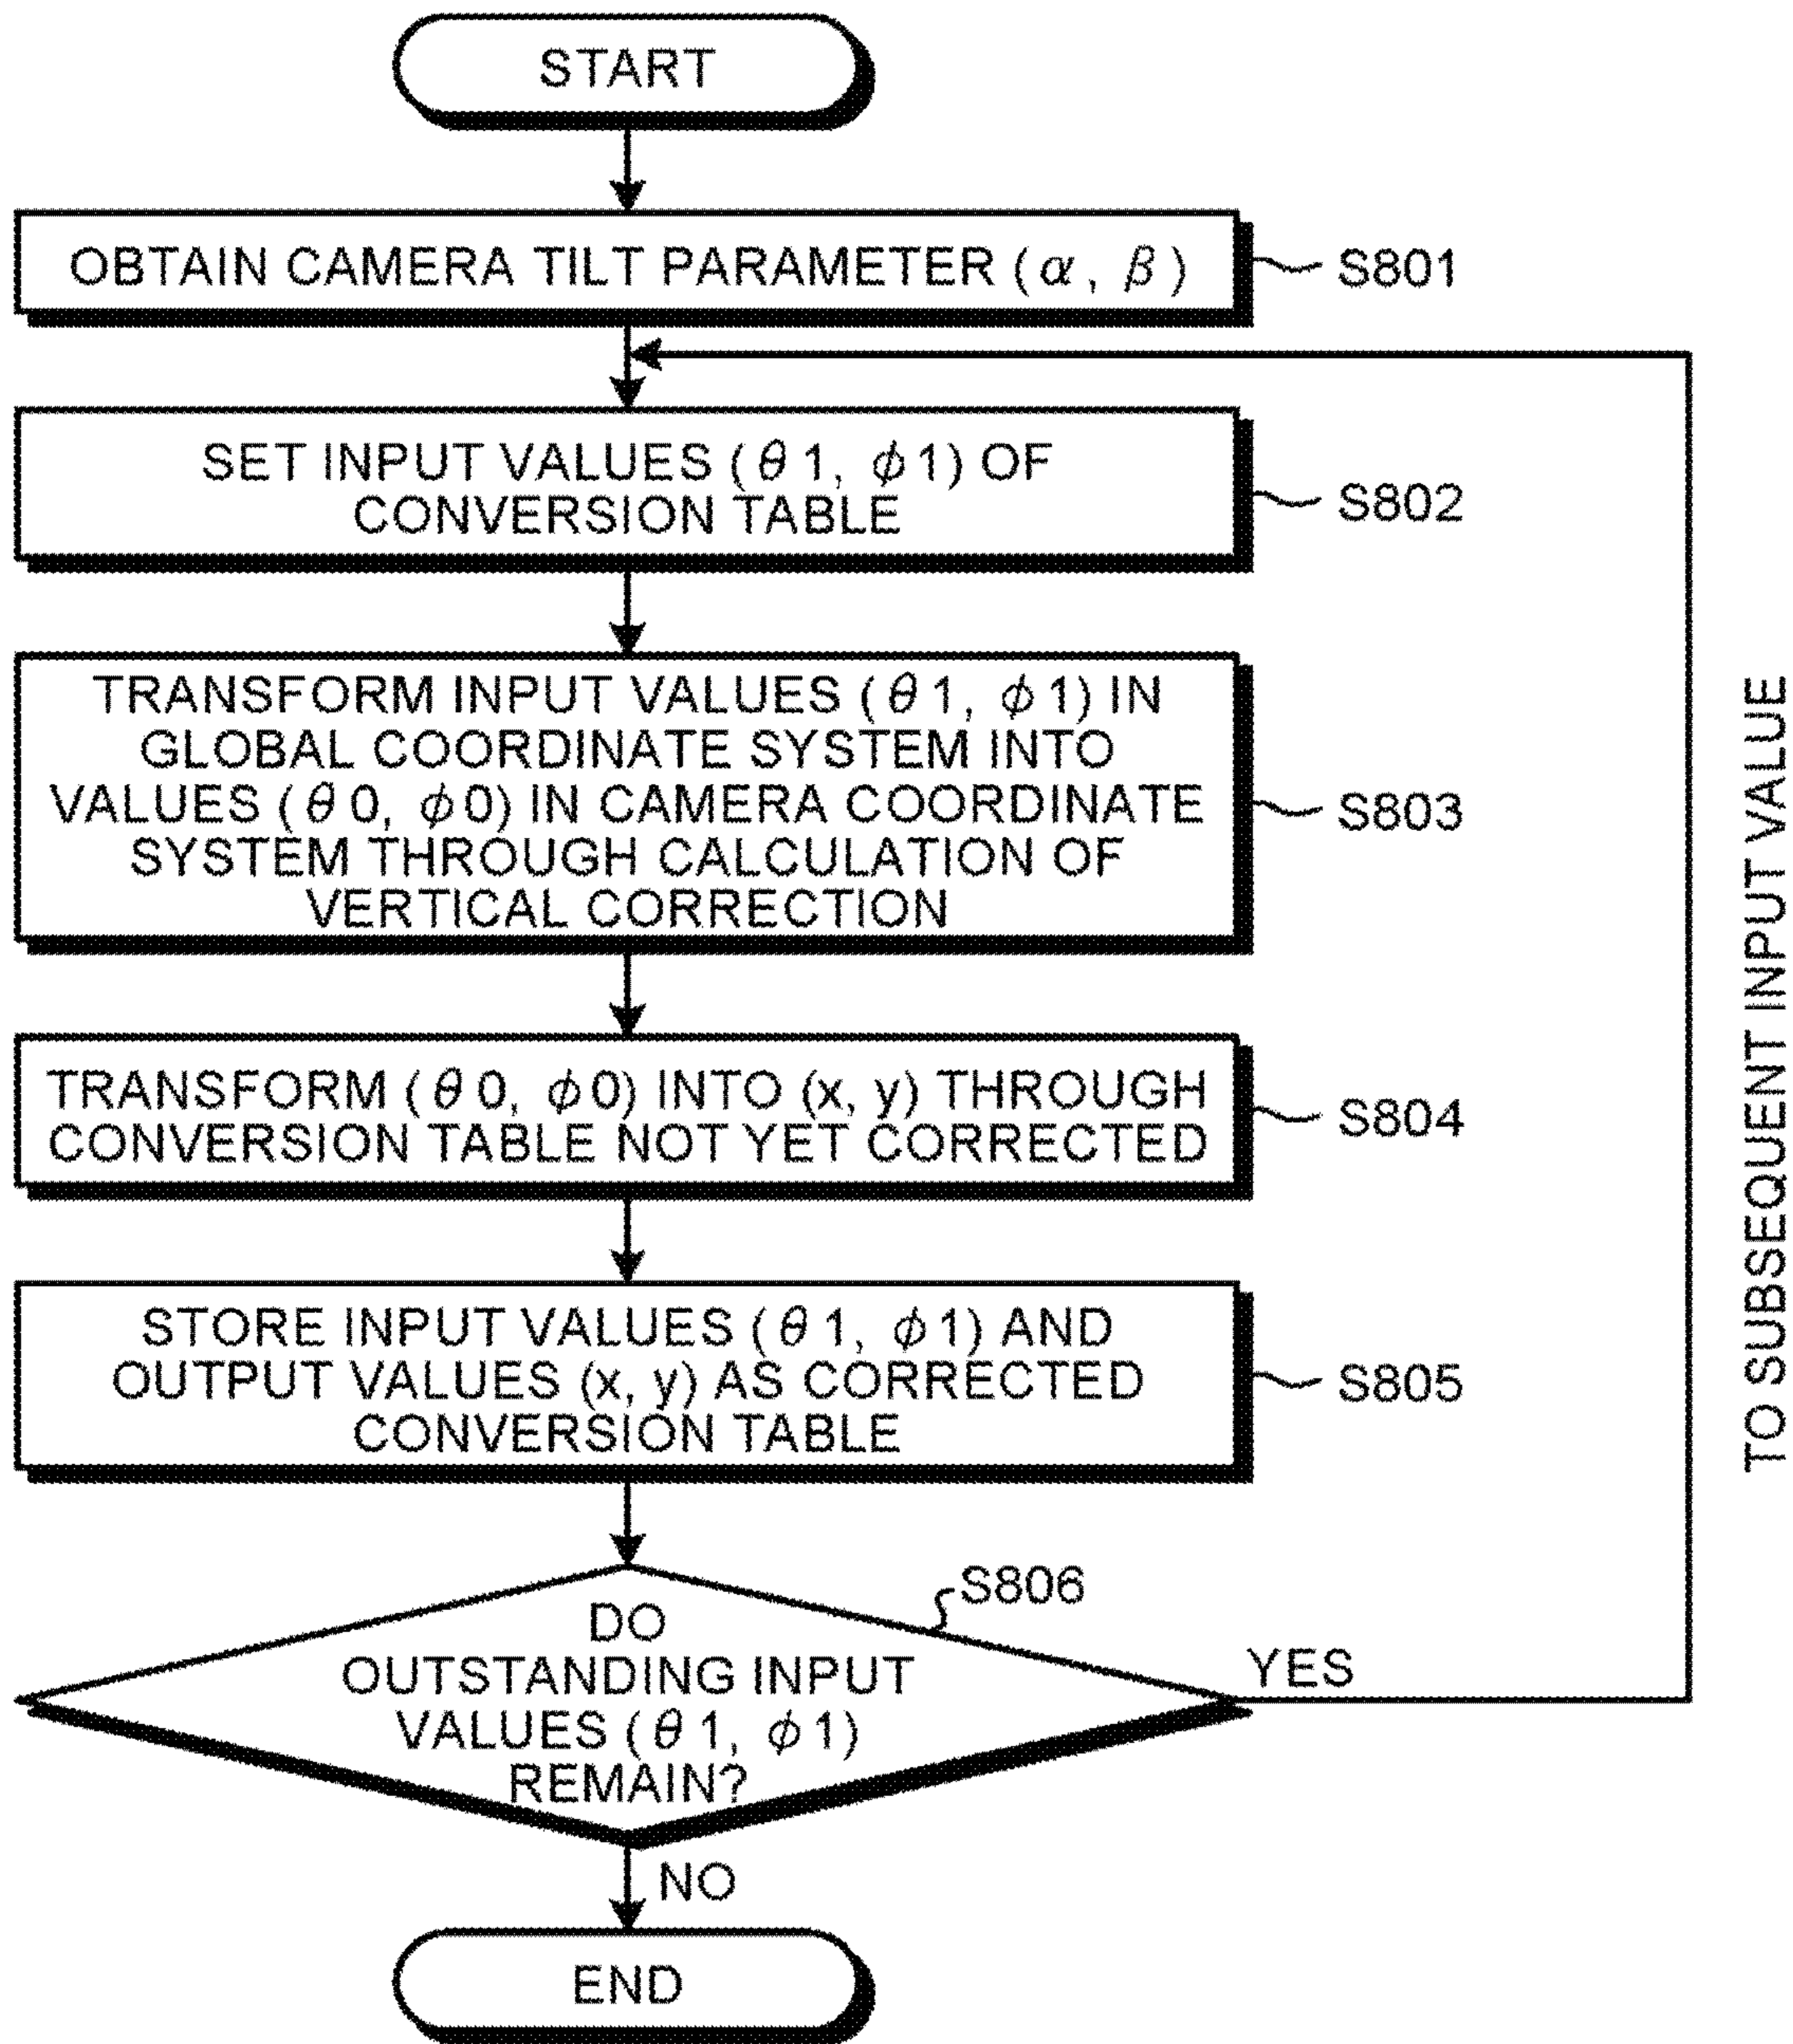 START
OBTAIN CAMERA TILT PARAMETER (α, β)
S801
SET INPUT VALUES (θ1, φ1) OF
CONVERSION TABLE
S802
TRANSFORM INPUT VALUES (θ1, φ1) IN
GLOBAL COORDINATE SYSTEM INTO
VALUES (θ0, φ0) IN CAMERA COORDINATE
SYSTEM THROUGH CALCULATION OF
VERTICAL CORRECTION
S803
TRANSFORM (θ0, φ0) INTO (x, y) THROUGH
CONVERSION TABLE NOT YET CORRECTED
S804
STORE INPUT VALUES (θ1, φ1) AND
OUTPUT VALUES (x, y) AS CORRECTED
CONVERSION TABLE
S805
S806
DO
OUTSTANDING INPUT
VALUES (θ1, φ1)
REMAIN?
YES
TO SUBSEQUENT INPUT VALUE
NO
END